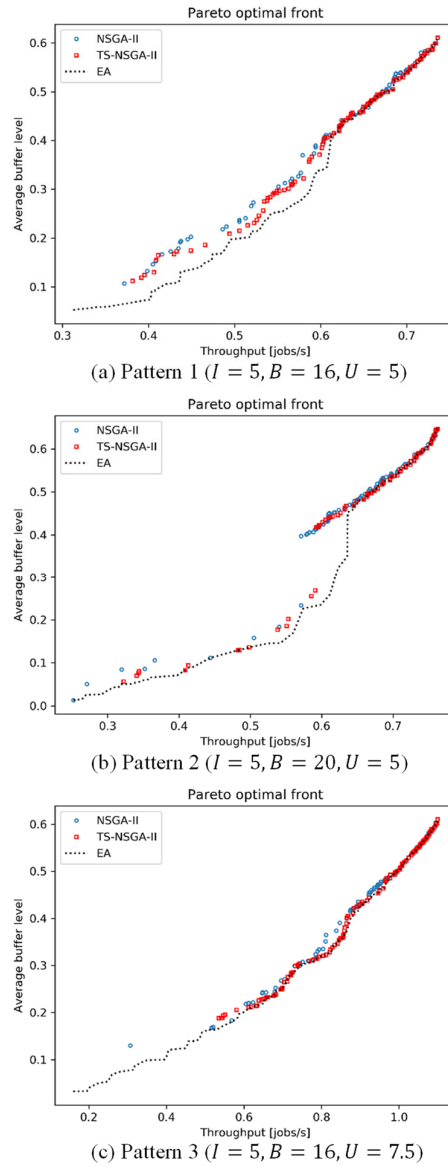 Pareto optimal front
NSGA-II
TS-NSGA-II
EA
Average buffer level
0.6
0.5
0.4
0.3
0.2
0.1
0.3 0.4 0.5 0.6 0.7
Throughput [jobs/s]
(a) Pattern 1 (I = 5, B = 16, U = 5)
Pareto optimal front
NSGA-II
TS-NSGA-II
EA
Average buffer level
0.6
0.5
0.4
0.3
0.2
0.1
0.0
0.3 0.4 0.5 0.6 0.7
Throughput [jobs/s]
(b) Pattern 2 (I = 5, B = 20, U = 5)
Pareto optimal front
NSGA-II
TS-NSGA-II
EA
Average buffer level
0.6
0.5
0.4
0.3
0.2
0.1
0.2 0.4 0.6 0.8 1.0
Throughput [jobs/s]
(c) Pattern 3 (I = 5, B = 16, U = 7.5)